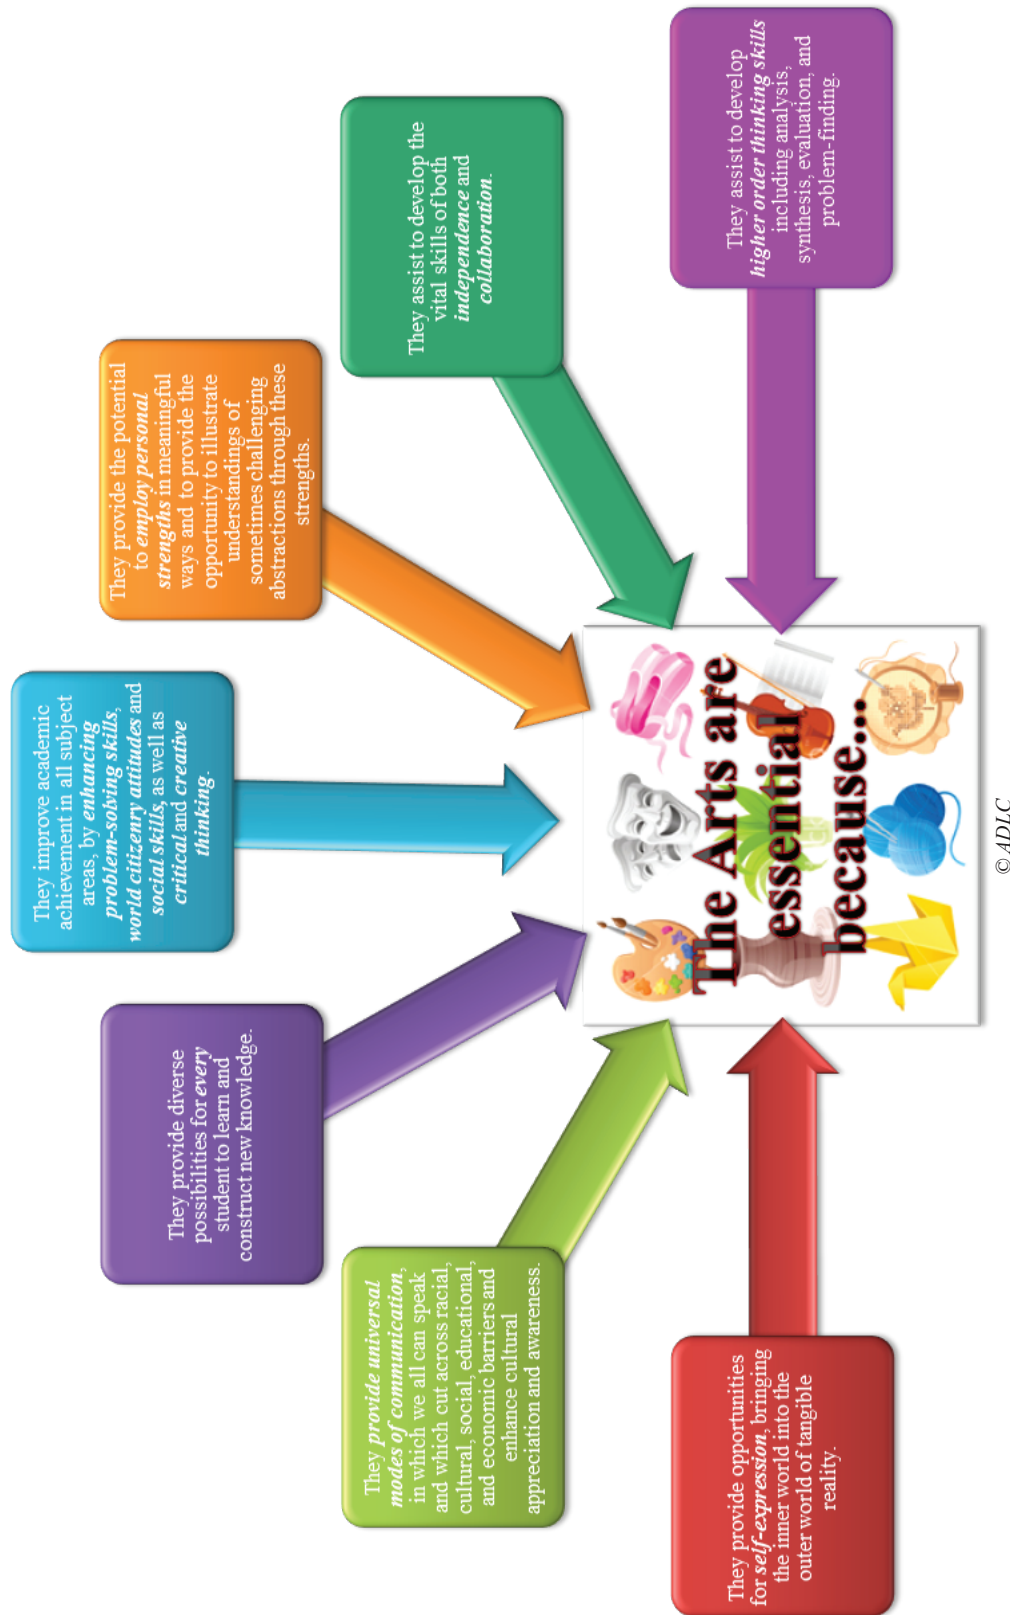 They provide opportunities
for self-expression, bringing
the inner world into the
outer world of tangible
reality.
They provide universal
modes of communication,
in which we all can speak
and which cut across racial,
cultural, social, educational,
and economic barriers and
enhance cultural
appreciation and awareness.
They provide diverse
possibilities for every
student to learn and
construct new knowledge.
They improve academic
achievement in all subject
areas, by enhancing
problem-solving skills,
world citizenry attitudes and
social skills, as well as
critical and creative
thinking.
They provide the potential
to employ personal
strengths in meaningful
ways and to provide the
opportunity to illustrate
understandings of
sometimes challenging
abstractions through these
strengths.
They assist to develop the
vital skills of both
independence and
collaboration.
They assist to develop
higher order thinking skills
including analysis,
synthesis, evaluation, and
problem-finding.
The Arts are
essential
because...
© ADLC